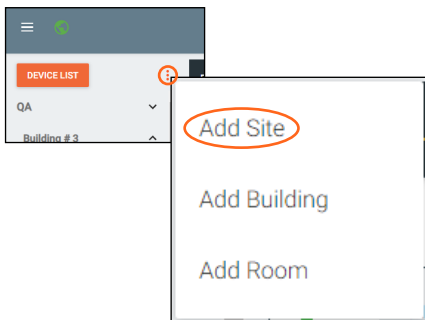 DEVICE LIST
QA
Building # 3
Add Site
Add Building
Add Room